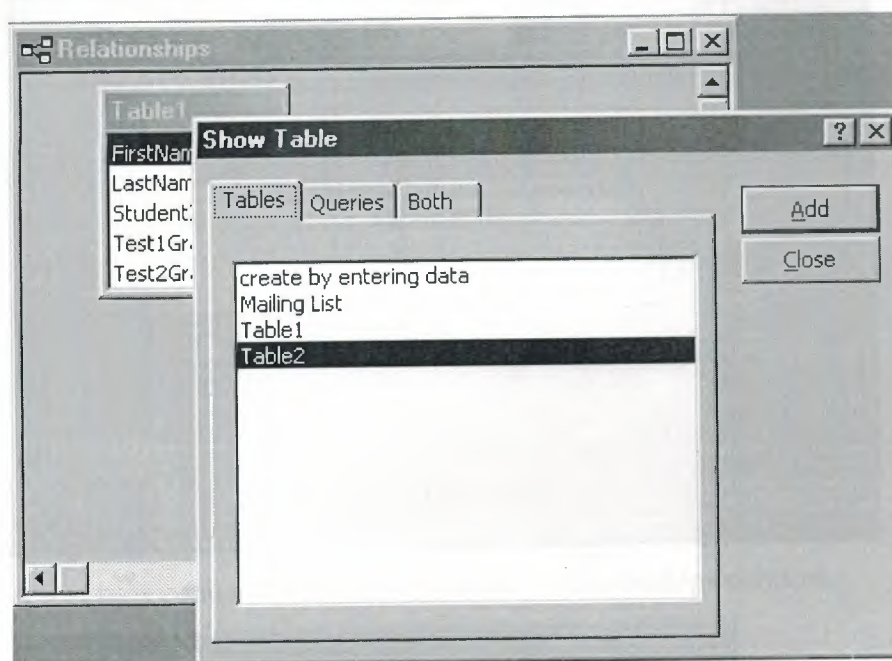 Relationships
Table1
FirstNam
LastNam
Student
Test1Gr
Test2Gr
Show Table
Tables
Queries
Both
create by entering data
Mailing List
Table1
Table2
Add
Close